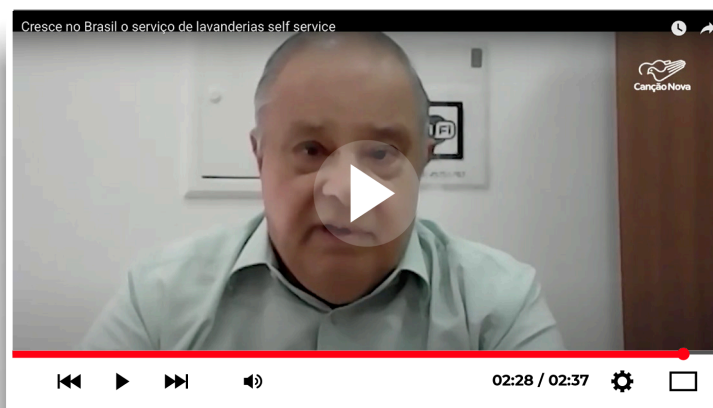 Cresce no Brasil o serviço de lavanderias self service
Canção Nova
Fi
02:28 / 02:37